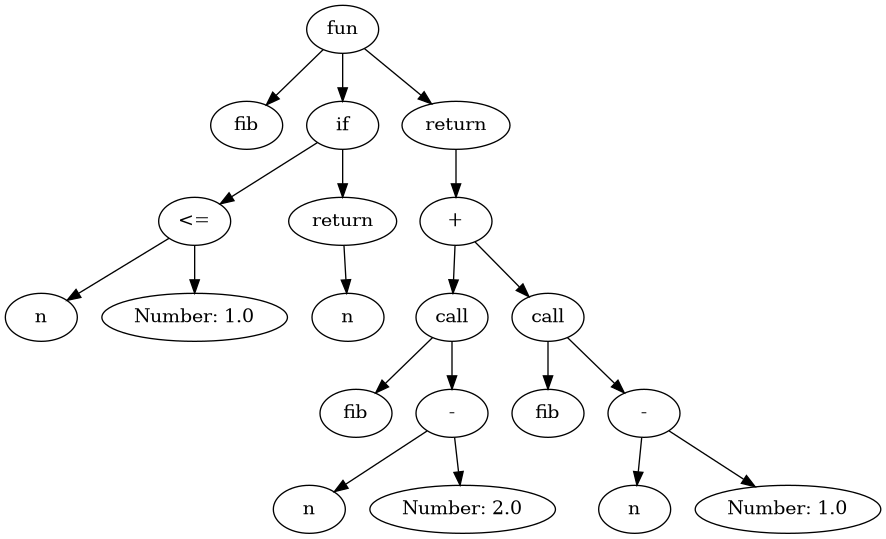 fun
fib
if
return
<=
return
+
n
Number: 1.0
n
call
call
fib
-
fib
-
n
Number: 2.0
n
Number: 1.0